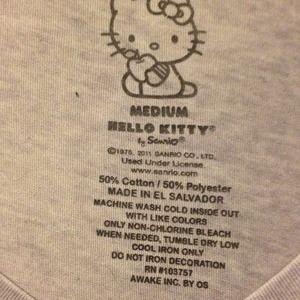 MEDIUM
HELLO KITTY®
by Sanrio®
©1976, 2011 SANRIO CO., LTD.
Used Under License.
www.sanrio.com
50% Cotton / 50% Polyester
MADE IN EL SALVADOR
MACHINE WASH COLD INSIDE OUT
WITH LIKE COLORS
ONLY NON-CHLORINE BLEACH
WHEN NEEDED, TUMBLE DRY LOW
COOL IRON ONLY
DO NOT IRON DECORATION
RN #103757
AWAKE INC. BY OS